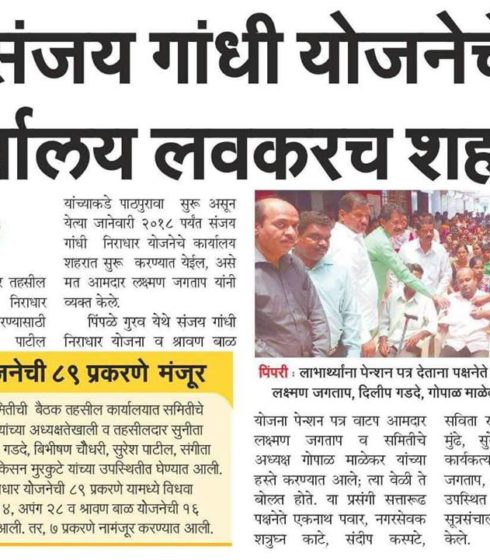 संजय गांधी योजनेचे
र्यालय लवकरच शह
तहसील
निराधार
रण्यासाठी
पाटील
यांच्याकडे पाठपुरावा सुरू असून
येत्या जानेवारी २०१८ पर्यंत संजय
गांधी निराधार योजनेचे कार्यालय
शहरात सुरू करण्यात येईल, असे
मत आमदार लक्ष्मण जगताप यांनी
व्यक्त केले.
पिंपळे गुरव येथे संजय गांधी
निराधार योजना व श्रावण बाळ
जनेची ८९ प्रकरणे मंजूर
मितीची बैठक तहसील कार्यालयात समितीचे
यांच्या अध्यक्षतेखाली व तहसीलदार सुनीता
गडदे, बिभीषण चौधरी, सुरेश पाटील, संगीता
किसन मुरकुटे यांच्या उपस्थितीत घेण्यात आली.
धार योजनेची ८९ प्रकरणे यामध्ये विधवा
४, अपंग २८ व श्रावण बाळची १६
आली. तर, ७ प्रकरणे नामंजूर करण्यात आली.
पिंपरी : लाभार्थ्यांना पेन्शन पत्र देताना पक्षनेते
लक्ष्मण जगताप, दिलीप गडदे, गोपाळ माळे
योजना पेन्शन पत्र वाटप आमदार
लक्ष्मण जगताप व समितीचे
अध्यक्ष गोपाळ माळेकर यांच्या
हस्ते करण्यात आले; त्या वेळी ते
बोलत होते. या प्रसंगी सत्तारूढ
पक्षनेते एकनाथ पवार, नगरसेवक
शत्रुघ्न काटे, संदीप कस्पटे,
सविता
मुंढे, सु
कार्यकर्त्य
जगताप,
उपस्थित
सूत्रसंचाल
केले.